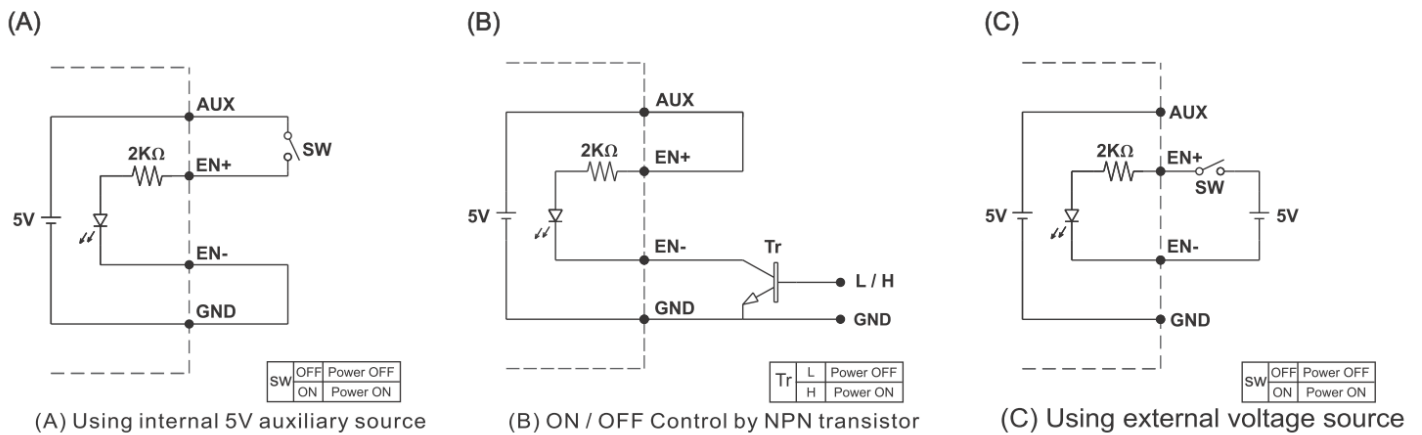 (A)
AUX
SW
2KΩ
EN+
5V
EN-
GND
SW
OFF Power OFF
ON Power ON
(A) Using internal 5V auxiliary source
(B)
AUX
2KΩ
EN+
5V
EN-
Tr
L / H
GND
GND
Tr
L Power OFF
H Power ON
(B) ON / OFF Control by NPN transistor
(C)
AUX
2KΩ
EN+
SW
5V
5V
EN-
GND
SW
OFF Power OFF
ON Power ON
(C) Using external voltage source